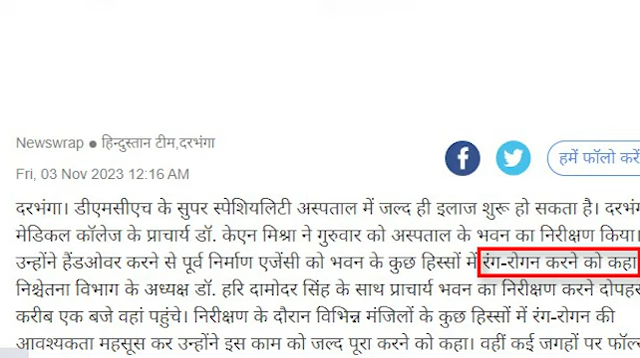 Newswrap ● हिन्दुस्तान टीम,दरभंगा
Fri, 03 Nov 2023 12:16 AM
हमें फॉलो करें
दरभंगा। डीएमसीएच के सुपर स्पेशियलिटी अस्पताल में जल्द ही इलाज शुरू हो सकता है। दरभंग
मेडिकल कॉलेज के प्राचार्य डॉ. केएन मिश्रा ने गुरुवार को अस्पताल के भवन का निरीक्षण किया।
उन्होंने हैंडओवर करने से पूर्व निर्माण एजेंसी को भवन के कुछ हिस्सों में रंग-रोगन करने को कहा
निश्चेतना विभाग के अध्यक्ष डॉ. हरि दामोदर सिंह के साथ प्राचार्य भवन का निरीक्षण करने दोपह
करीब एक बजे वहां पहुंचे। निरीक्षण के दौरान विभिन्न मंजिलों के कुछ हिस्सों में रंग-रोगन की
आवश्यकता महसूस कर उन्होंने इस काम को जल्द पूरा करने को कहा। वहीं कई जगहों पर फॉल्